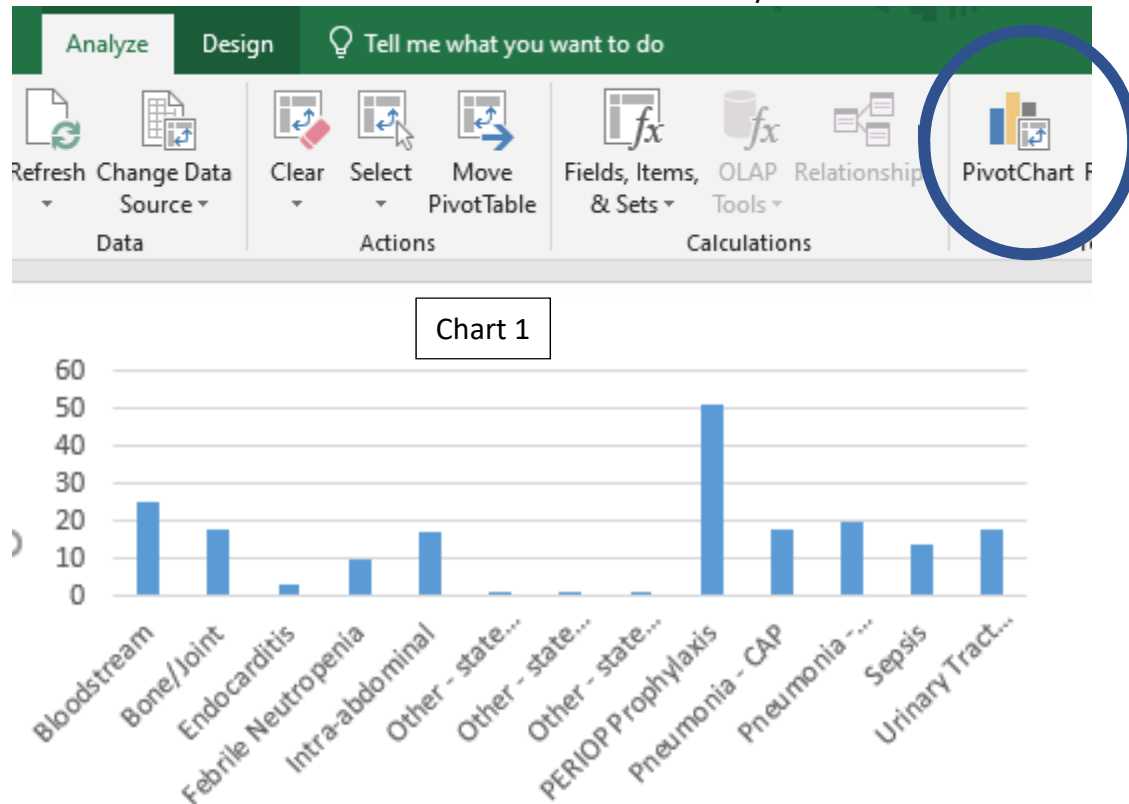 Analyze Design Tell me what you want to do
Refresh Change Data Source Clear Select Move PivotTable Fields, Items, & Sets OLAP Tools Relationship PivotChart
Data Actions Calculations
Chart 1
60
50
40
30
20
10
0
Bloodstream
Bone/Joint
Endocarditis
Febrile Neutropenia
Intra-abdominal
Other - state...
Other - state...
Other - state...
PERIOP Prophylaxis
Pneumonia - CAP
Pneumonia -...
Sepsis
Urinary Tract...